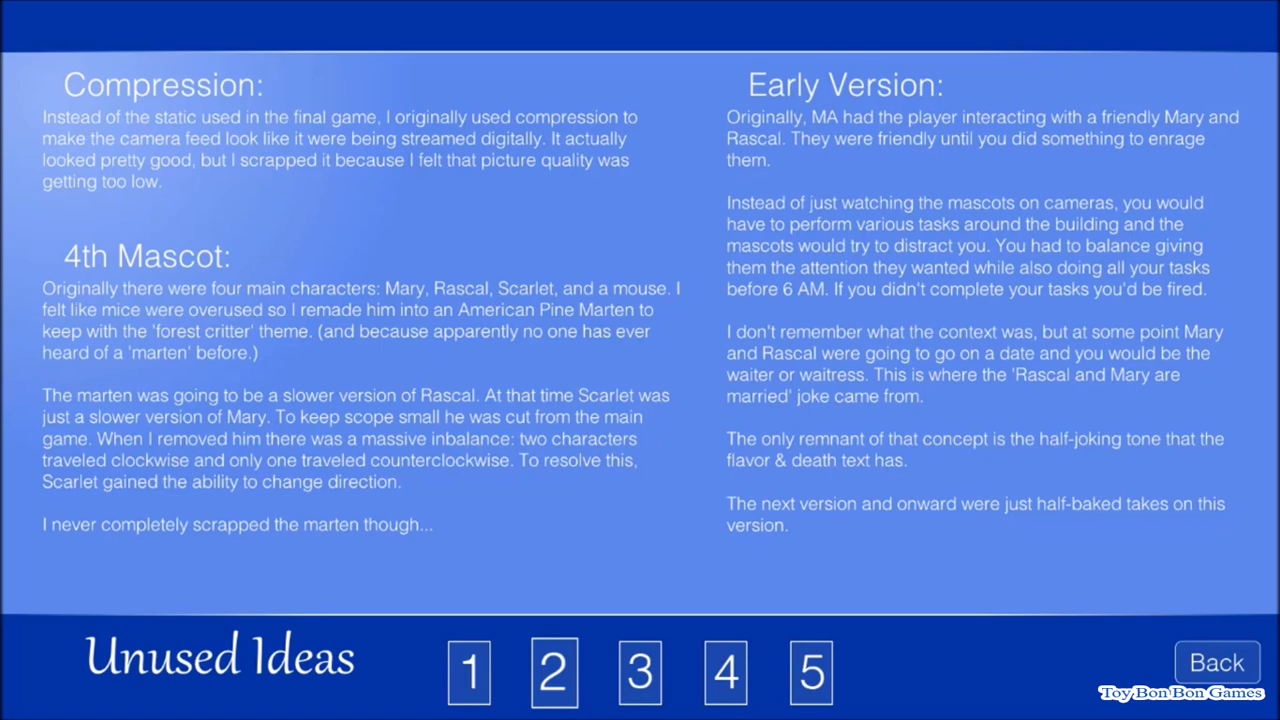 Compression:
Instead of the static used in the final game, I originally used compression to
make the camera feed look like it were being streamed digitally. It actually
looked pretty good, but I scrapped it because I felt that picture quality was
getting too low.
4th Mascot:
Originally there were four main characters: Mary, Rascal, Scarlet, and a mouse. I
felt like mice were overused so I remade him into an American Pine Marten to
keep with the 'forest critter' theme. (and because apparently no one has ever
heard of a 'marten' before.)
The marten was going to be a slower version of Rascal. At that time Scarlet was
just a slower version of Mary. To keep scope small he was cut from the main
game. When I removed him there was a massive inbalance: two characters
traveled clockwise and only one traveled counterclockwise. To resolve this,
Scarlet gained the ability to change direction.
I never completely scrapped the marten though...
Early Version:
Originally, MA had the player interacting with a friendly Mary and
Rascal. They were friendly until you did something to enrage
them.
Instead of just watching the mascots on cameras, you would
have to perform various tasks around the building and the
mascots would try to distract you. You had to balance giving
them the attention they wanted while also doing all your tasks
before 6 AM. If you didn't complete your tasks you'd be fired.
I don't remember what the context was, but at some point Mary
and Rascal were going to go on a date and you would be the
waiter or waitress. This is where the 'Rascal and Mary are
married' joke came from.
The only remnant of that concept is the half-joking tone that the
flavor & death text has.
The next version and onward were just half-baked takes on this
version.
Unused Ideas
1 2 3 4 5
Back
Toy Bon Bon Games